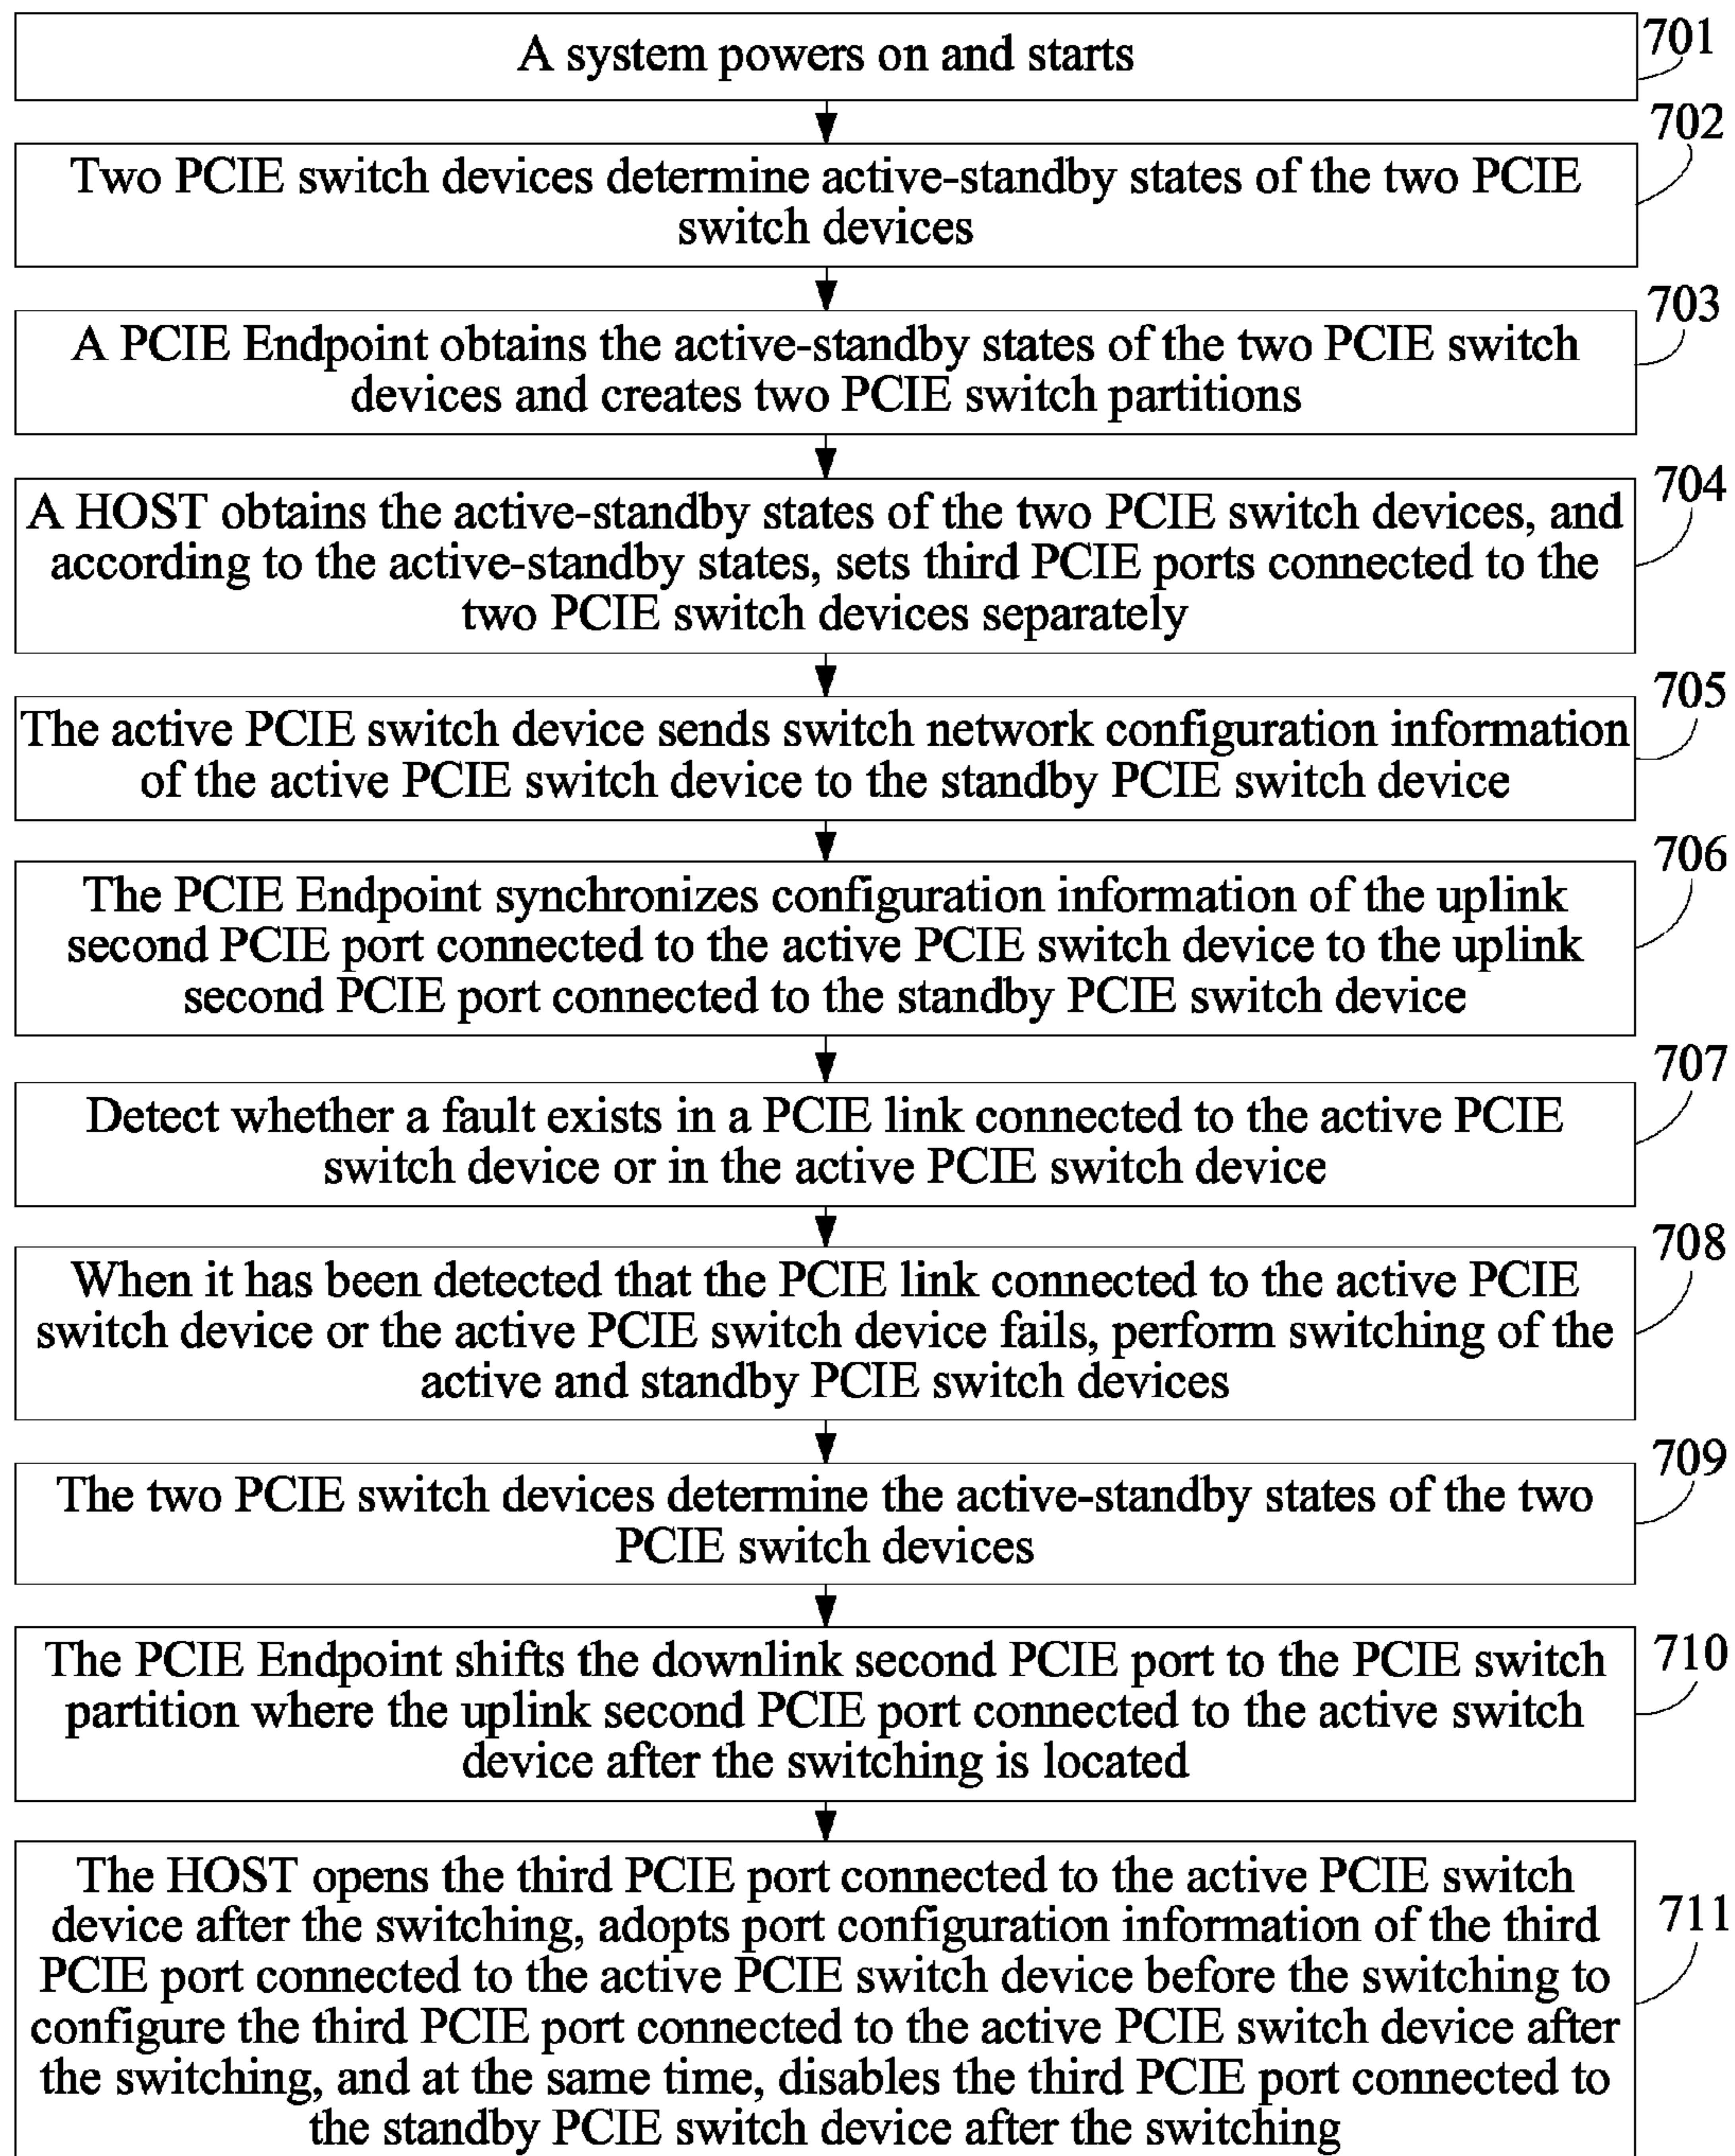 A system powers on and starts
701
702
Two PCIE switch devices determine active-standby states of the two PCIE
switch devices
703
A PCIE Endpoint obtains the active-standby states of the two PCIE switch
devices and creates two PCIE switch partitions
704
A HOST obtains the active-standby states of the two PCIE switch devices, and
according to the active-standby states, sets third PCIE ports connected to the
two PCIE switch devices separately
705
The active PCIE switch device sends switch network configuration information
of the active PCIE switch device to the standby PCIE switch device
706
The PCIE Endpoint synchronizes configuration information of the uplink
second PCIE port connected to the active PCIE switch device to the uplink
second PCIE port connected to the standby PCIE switch device
707
Detect whether a fault exists in a PCIE link connected to the active PCIE
switch device or in the active PCIE switch device
708
When it has been detected that the PCIE link connected to the active PCIE
switch device or the active PCIE switch device fails, perform switching of the
active and standby PCIE switch devices
709
The two PCIE switch devices determine the active-standby states of the two
PCIE switch devices
710
The PCIE Endpoint shifts the downlink second PCIE port to the PCIE switch
partition where the uplink second PCIE port connected to the active switch
device after the switching is located
711
The HOST opens the third PCIE port connected to the active PCIE switch
device after the switching, adopts port configuration information of the third
PCIE port connected to the active PCIE switch device before the switching to
configure the third PCIE port connected to the active PCIE switch device after
the switching, and at the same time, disables the third PCIE port connected to
the standby PCIE switch device after the switching